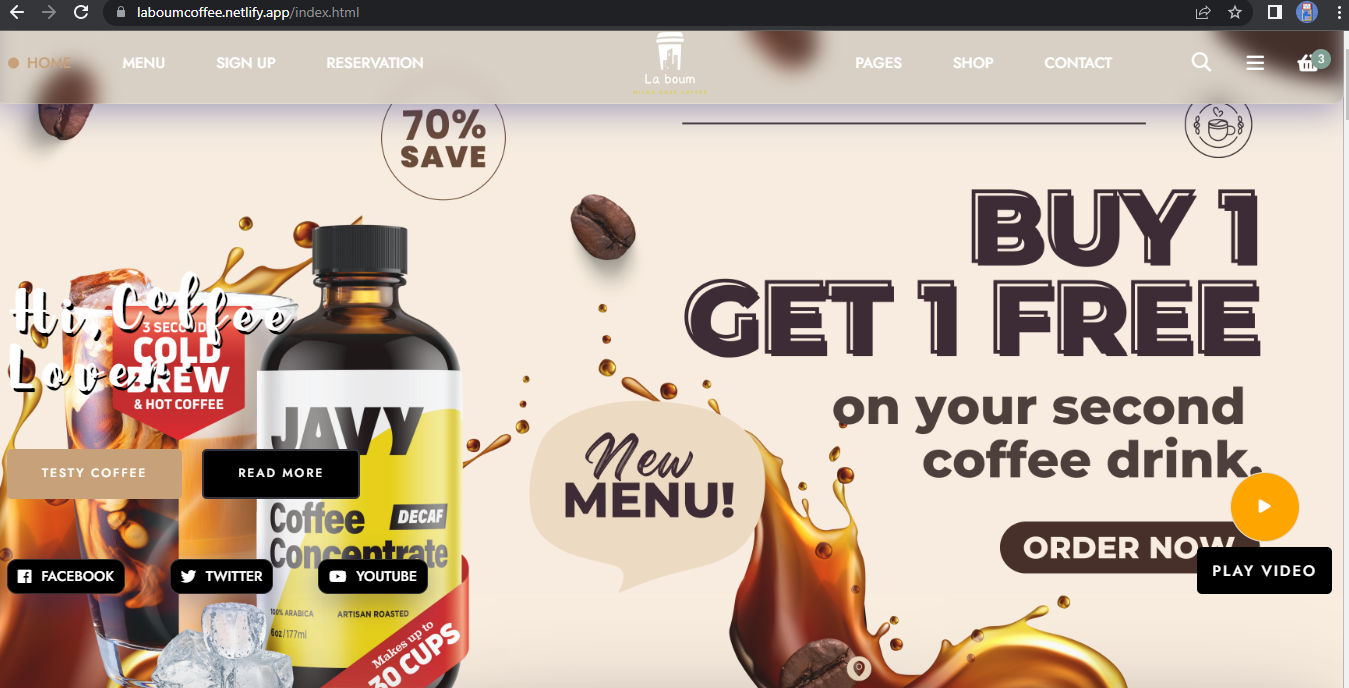 laboumcoffee.netlify.app/index.html
HOME MENU SIGN UP RESERVATION
La boum
PAGES SHOP CONTACT
3
70%
SAVE
BUY 1
GET 1 FREE
on your second
coffee drink.
Hi, Coffee
Lover
3 SECOND
COLD
BREW
& HOT COFFEE
JAVY
Coffee
DECAF
Concentrate
100% ARABICA ARTISAN ROASTED
6oz/177ml
Makes up to
30 CUPS
New
MENU!
TESTY COFFEE READ MORE
ORDER NOW
PLAY VIDEO
FACEBOOK TWITTER YOUTUBE